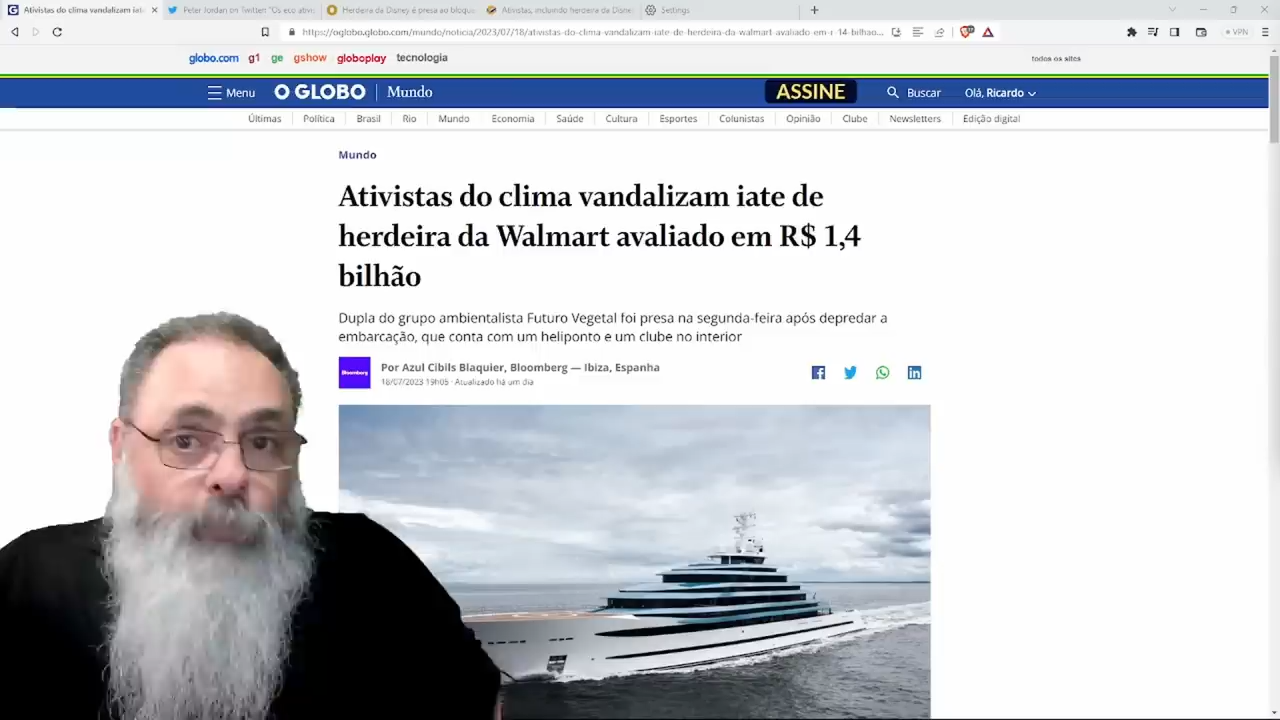 Ativistas do clima vandalizam iate
Peter Jordan on Twitter: "Os eco ativi
Herdeira da Disney é presa ao bloque
Ativistas, incluindo herdeira da Disne
Settings
https://oglobo.globo.com/mundo/noticia/2023/07/18/ativistas-do-clima-vandalizam-iate-de-herdeira-da-walmart-avaliado-em-r-14-bilhao...
VPN
globo.com g1 ge gshow globoplay tecnologia
todos os sites
Menu O GLOBO Mundo ASSINE Buscar Olá, Ricardo
Últimas Política Brasil Rio Mundo Economia Saúde Cultura Esportes Colunistas Opinião Clube Newsletters Edição digital
Mundo
Ativistas do clima vandalizam iate de
herdeira da Walmart avaliado em R$ 1,4
bilhão
Dupla do grupo ambientalista Futuro Vegetal foi presa na segunda-feira após depredar a
embarcação, que conta com um heliponto e um clube no interior
Bloomberg
Por Azul Cibils Blaquier, Bloomberg — Ibiza, Espanha
18/07/2023 19h05 · Atualizado há um dia